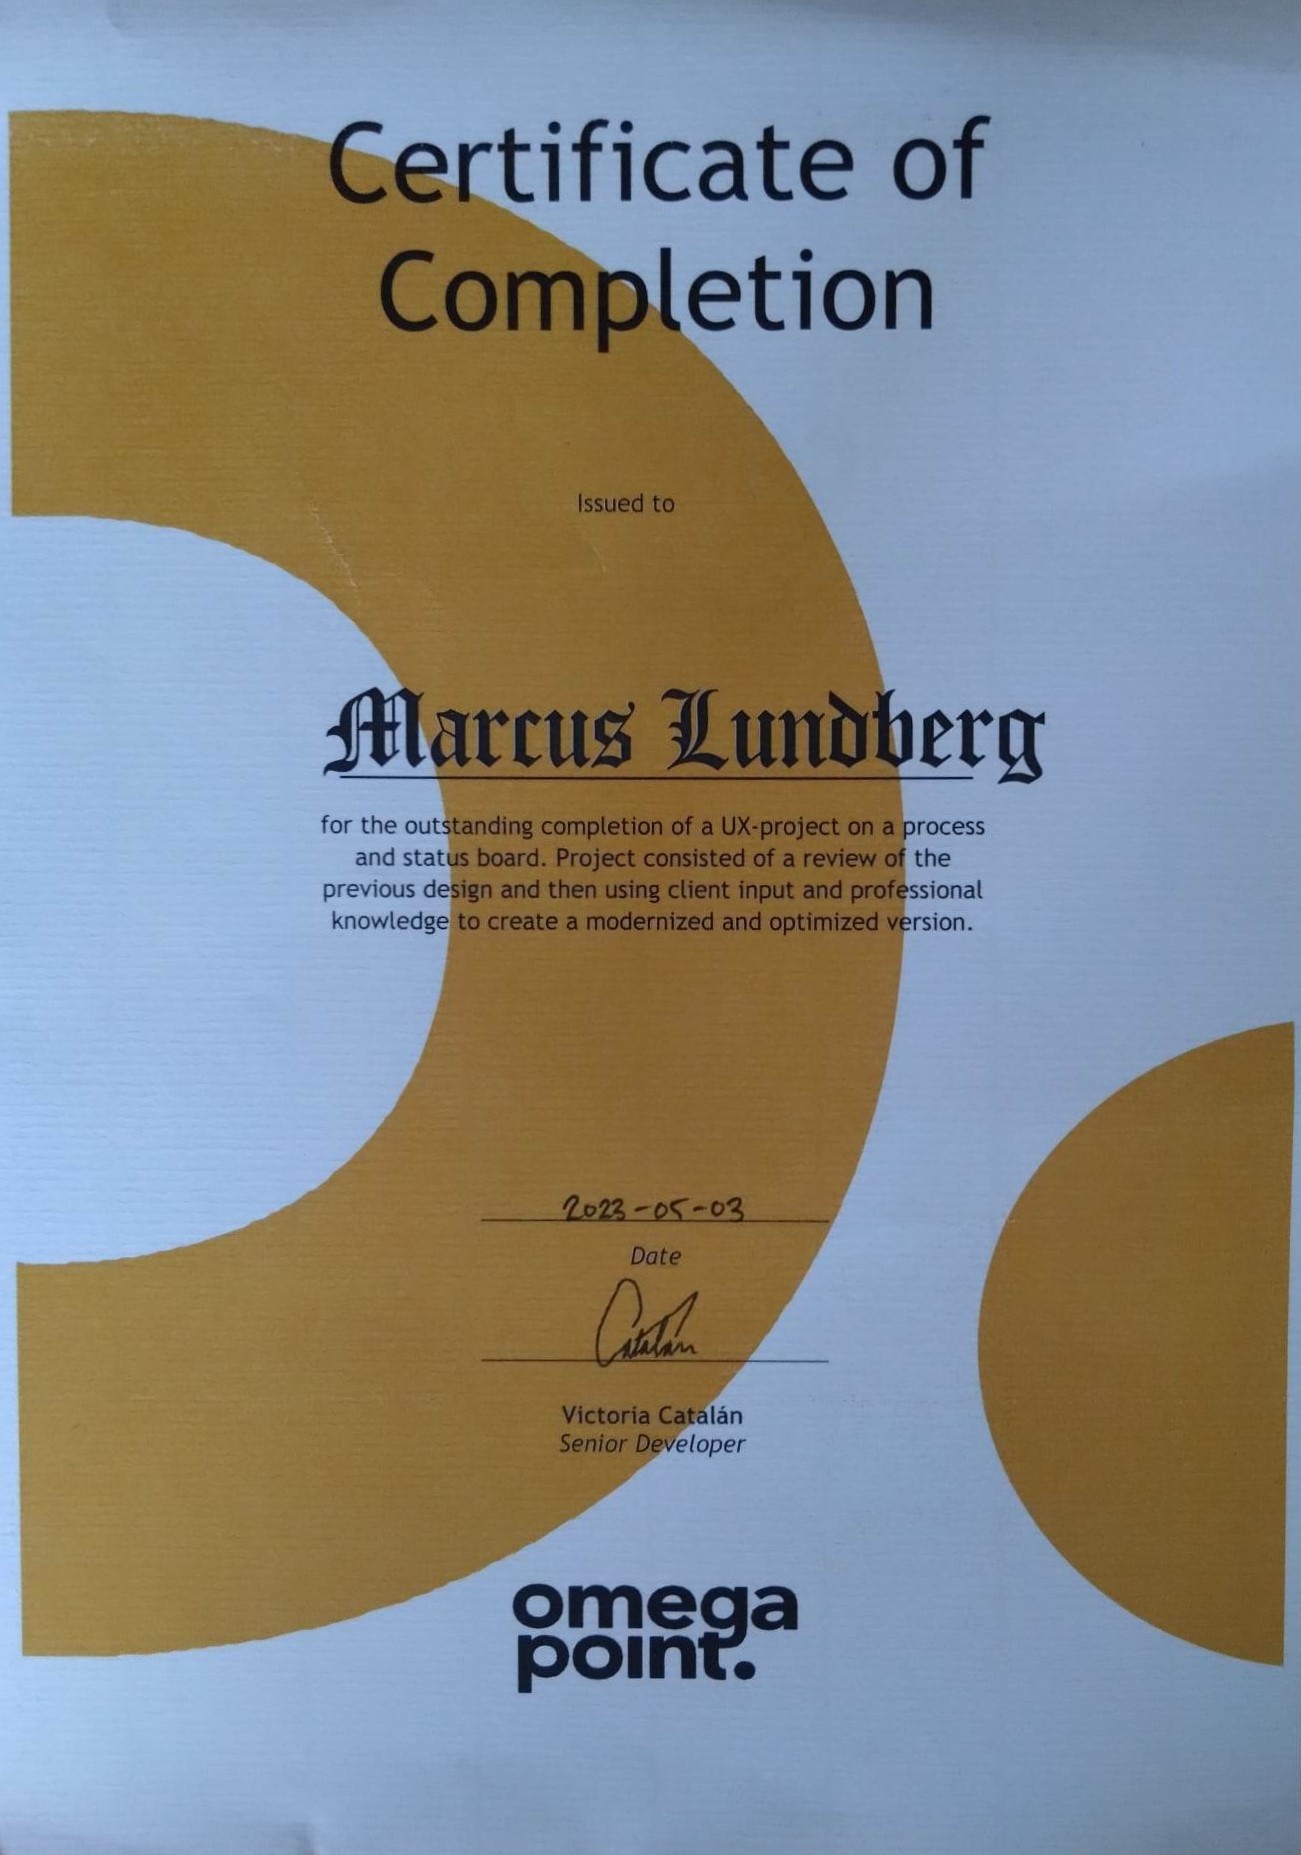 Certificate of
Completion
Issued to
Marcus Lundberg
for the outstanding completion of a UX-project on a process
and status board. Project consisted of a review of the
previous design and then using client input and professional
knowledge to create a modernized and optimized version.
2023-05-03
Date
Catalán
Victoria Catalán
Senior Developer
omega
point.